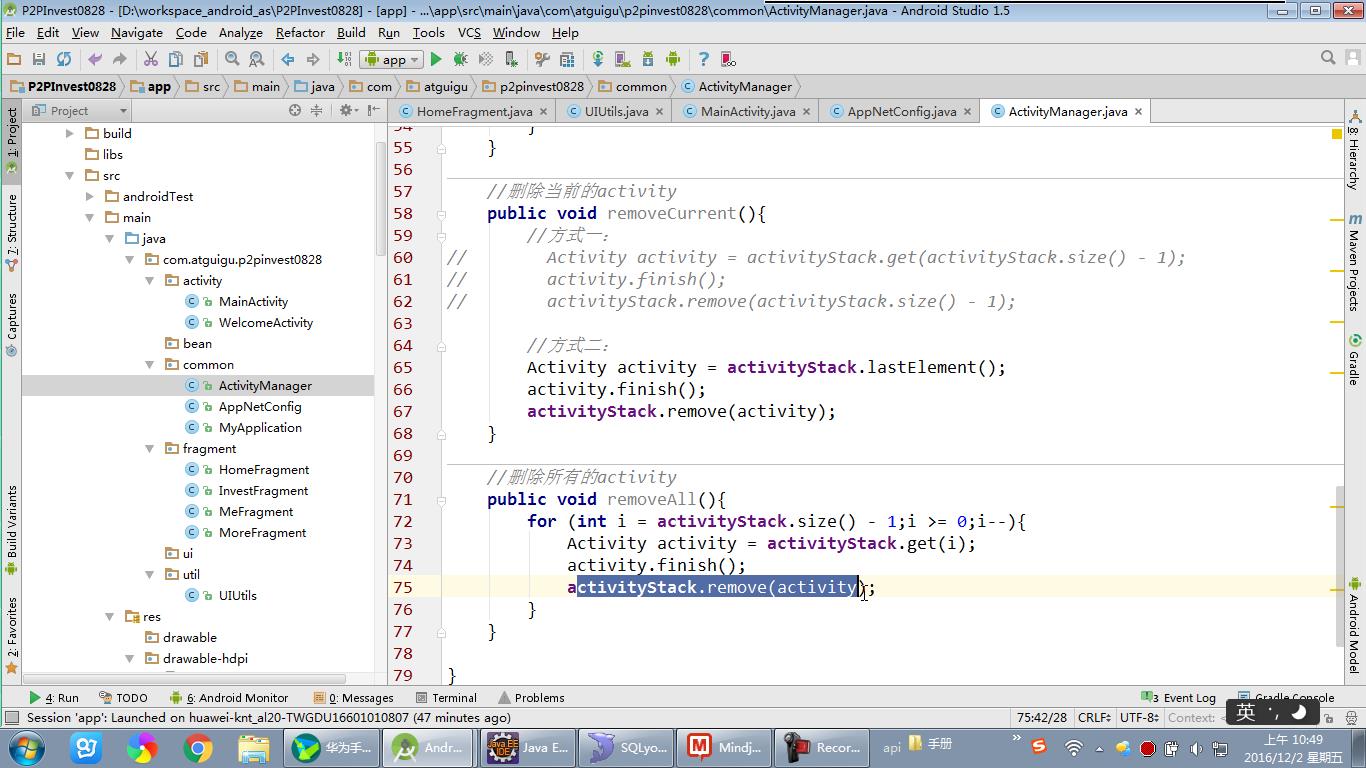 P2PInvest0828 - [D:\workspace_android_as\P2PInvest0828] - [app] - ...\app\src\main\java\com\atguigu\p2pinvest0828\common\ActivityManager.java - Android Studio 1.5
File Edit View Navigate Code Analyze Refactor Build Run Tools VCS Window Help
app
P2PInvest0828 app src main java com atguigu p2pinvest0828 common ActivityManager
Project
HomeFragment.java UIUtils.java MainActivity.java AppNetConfig.java ActivityManager.java
1: Project
7: Structure
Captures
Build Variants
2: Favorites
build
libs
src
androidTest
main
java
com.atguigu.p2pinvest0828
activity
MainActivity
WelcomeActivity
bean
common
ActivityManager
AppNetConfig
MyApplication
fragment
HomeFragment
InvestFragment
MeFragment
MoreFragment
ui
util
UIUtils
res
drawable
drawable-hdpi
54 }
55 }
56
57 //删除当前的activity
58 public void removeCurrent(){
59 //方式一：
60 // Activity activity = activityStack.get(activityStack.size() - 1);
61 // activity.finish();
62 // activityStack.remove(activityStack.size() - 1);
63
64 //方式二：
65 Activity activity = activityStack.lastElement();
66 activity.finish();
67 activityStack.remove(activity);
68 }
69
70 //删除所有的activity
71 public void removeAll(){
72 for (int i = activityStack.size() - 1;i >= 0;i--){
73 Activity activity = activityStack.get(i);
74 activity.finish();
75 activityStack.remove(activity);
76 }
77 }
78
79 }
8: Hierarchy
Maven Projects
Gradle
Android Model
4: Run TODO 6: Android Monitor 0: Messages Terminal Problems 3 Event Log Gradle Console
Session 'app': Launched on huawei-knt_al20-TWGDU16601010807 (47 minutes ago) 75:42/28 CRLF UTF-8 Context:
英
华为手... Andr... Java E... SQLyo... Mindj... Recor... api 手册
上午 10:49
2016/12/2 星期五